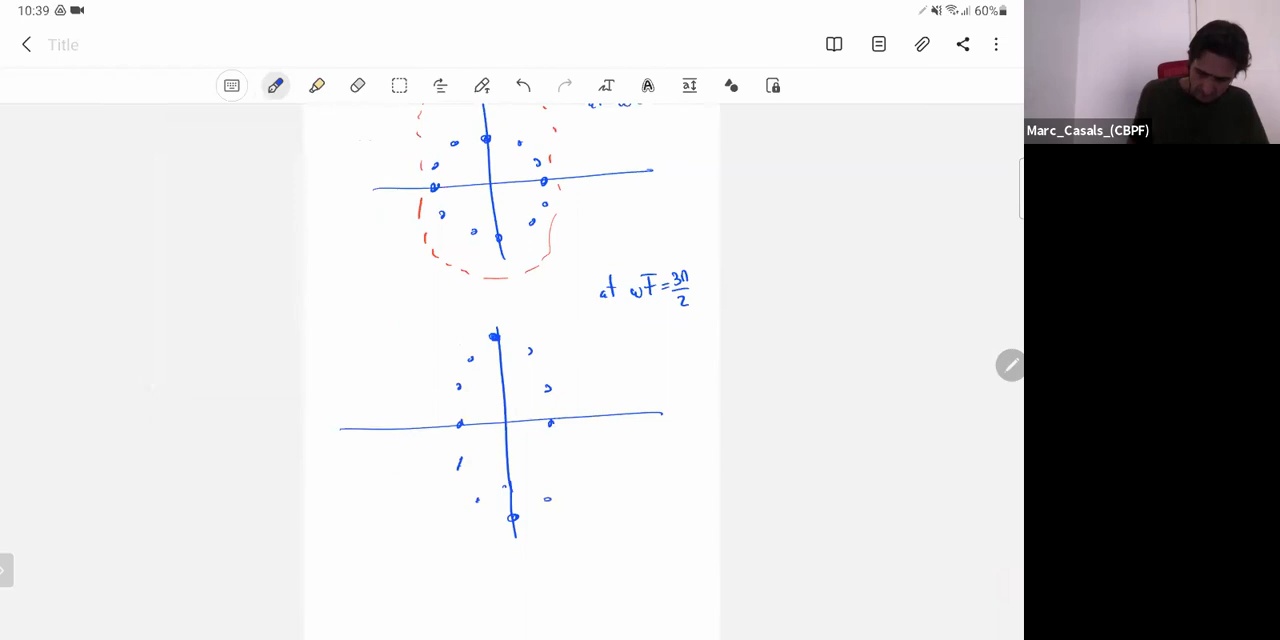 10:39
60%
Title
Marc_Casals_(CBPF)
at ωT̄ = 3π/2